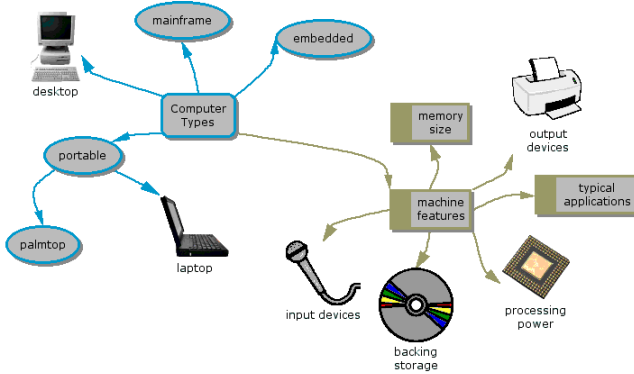 mainframe
embedded
desktop
Computer
Types
memory
size
output
devices
portable
typical
applications
machine
features
palmtop
laptop
input devices
processing
power
backing
storage